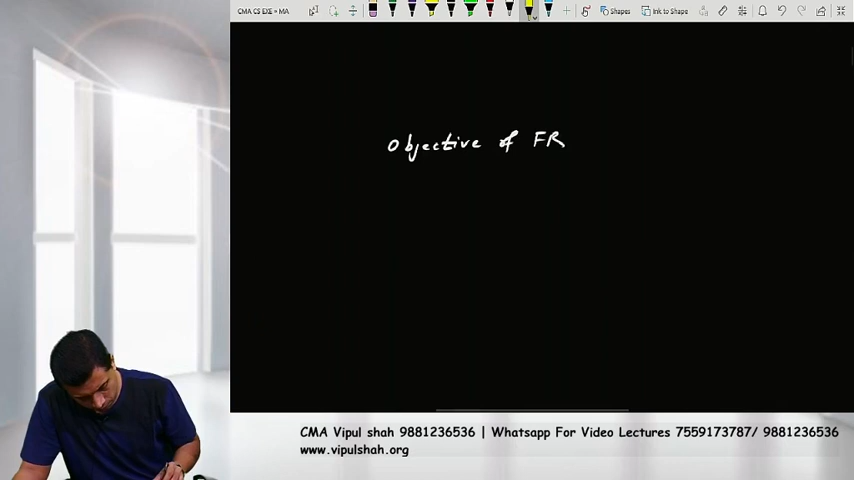 CMA CS EXE » MA
Shapes
Ink to Shape
Objective of FR
CMA Vipul shah 9881236536 | Whatsapp For Video Lectures 7559173787/ 9881236536
www.vipulshah.org